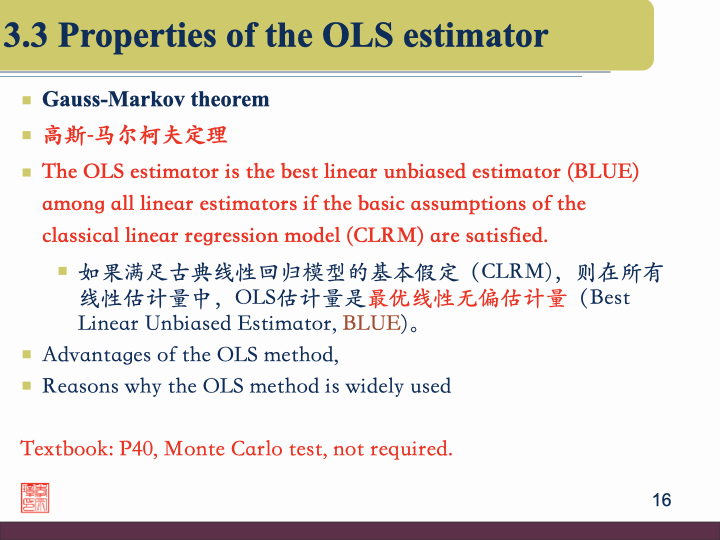 3.3 Properties of the OLS estimator
Gauss-Markov theorem
高斯-马尔柯夫定理
The OLS estimator is the best linear unbiased estimator (BLUE)
among all linear estimators if the basic assumptions of the
classical linear regression model (CLRM) are satisfied.
如果满足古典线性回归模型的基本假定（CLRM)，则在所有
线性估计量中，OLS估计量是最优线性无偏估计量（Best
Linear Unbiased Estimator, BLUE)。
Advantages of the OLS method,
Reasons why the OLS method is widely used
Textbook: P40, Monte Carlo test, not required.
16